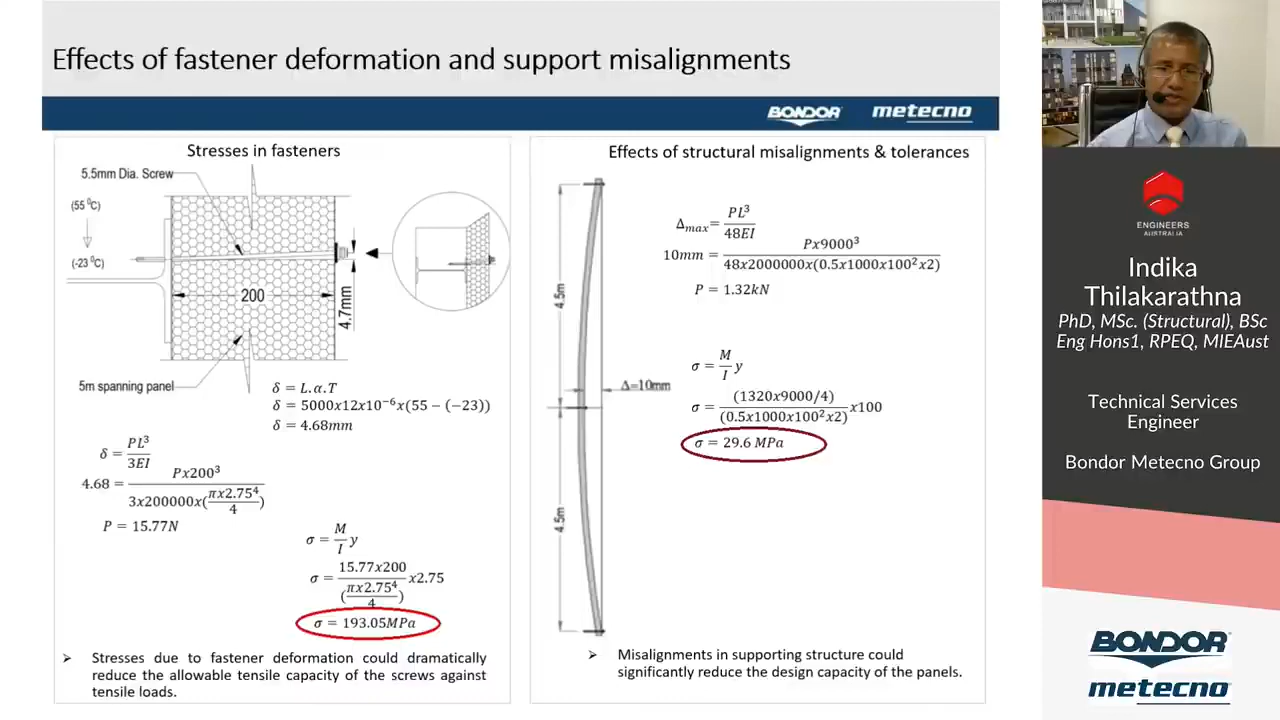 Effects of fastener deformation and support misalignments
BONDOR metecno
Stresses in fasteners
5.5mm Dia. Screw
(55 ⁰C)
(-23 ⁰C)
200
4.7mm
5m spanning panel
δ = L.α.T
δ = 5000x12x10⁻⁶x(55 − (−23))
δ = 4.68mm
δ = PL³/3EI
4.68 = Px200³/3x200000x(πx2.75⁴/4)
P = 15.77N
σ = M/I y
σ = 15.77x200/(πx2.75⁴/4) x2.75
σ = 193.05MPa
➢ Stresses due to fastener deformation could dramatically
reduce the allowable tensile capacity of the screws against
tensile loads.
Effects of structural misalignments & tolerances
4.5m
4.5m
Δ=10mm
Δmax= PL³/48EI
10mm = Px9000³/48x2000000x(0.5x1000x100²x2)
P = 1.32kN
σ = M/I y
σ = (1320x9000/4)/(0.5x1000x100²x2) x100
σ = 29.6 MPa
➢ Misalignments in supporting structure could
significantly reduce the design capacity of the panels.
ENGINEERS
AUSTRALIA
Indika
Thilakarathna
PhD, MSc. (Structural), BSc
Eng Hons1, RPEQ, MIEAust
Technical Services
Engineer
Bondor Metecno Group
BONDOR
metecno